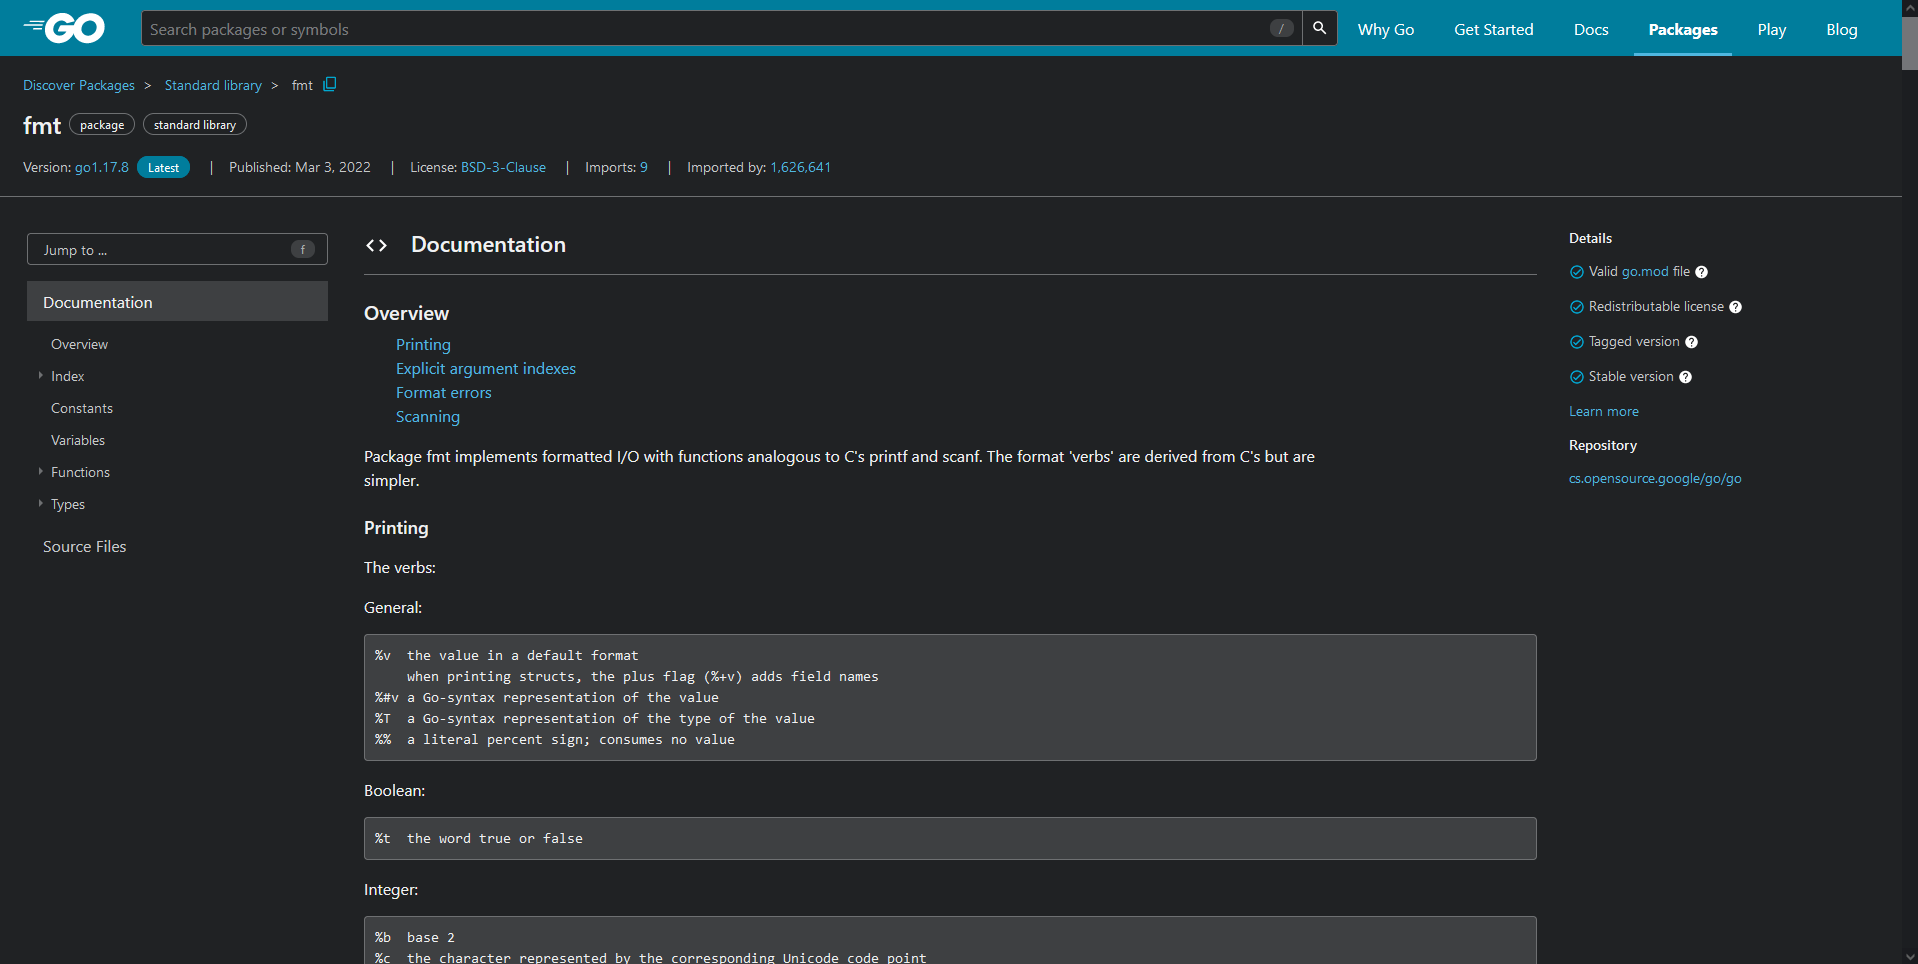 GO
Search packages or symbols /
Why Go Get Started Docs Packages Play Blog
Discover Packages > Standard library > fmt
fmt package standard library
Version: go1.17.8 Latest | Published: Mar 3, 2022 | License: BSD-3-Clause | Imports: 9 | Imported by: 1,626,641
Jump to ... f
Documentation
Overview
Index
Constants
Variables
Functions
Types
Source Files
Documentation
Overview
Printing
Explicit argument indexes
Format errors
Scanning
Package fmt implements formatted I/O with functions analogous to C's printf and scanf. The format 'verbs' are derived from C's but are
simpler.
Printing
The verbs:
General:
%v the value in a default format
when printing structs, the plus flag (%+v) adds field names
%#v a Go-syntax representation of the value
%T a Go-syntax representation of the type of the value
%% a literal percent sign; consumes no value
Boolean:
%t the word true or false
Integer:
%b base 2
%c the character represented by the corresponding Unicode code point
Details
Valid go.mod file ?
Redistributable license ?
Tagged version ?
Stable version ?
Learn more
Repository
cs.opensource.google/go/go